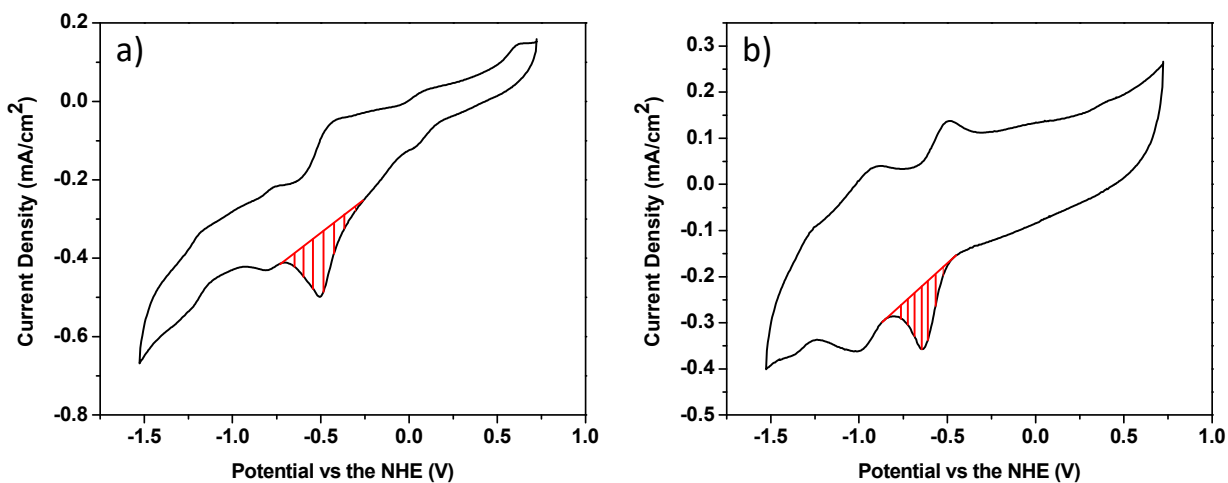 a)
0.2
0.0
-0.2
-0.4
-0.6
-0.8
Current Density (mA/cm²)
-1.5 -1.0 -0.5 0.0 0.5 1.0
Potential vs the NHE (V)
b)
0.3
0.2
0.1
0.0
-0.1
-0.2
-0.3
-0.4
-0.5
Current Density (mA/cm²)
-1.5 -1.0 -0.5 0.0 0.5 1.0
Potential vs the NHE (V)